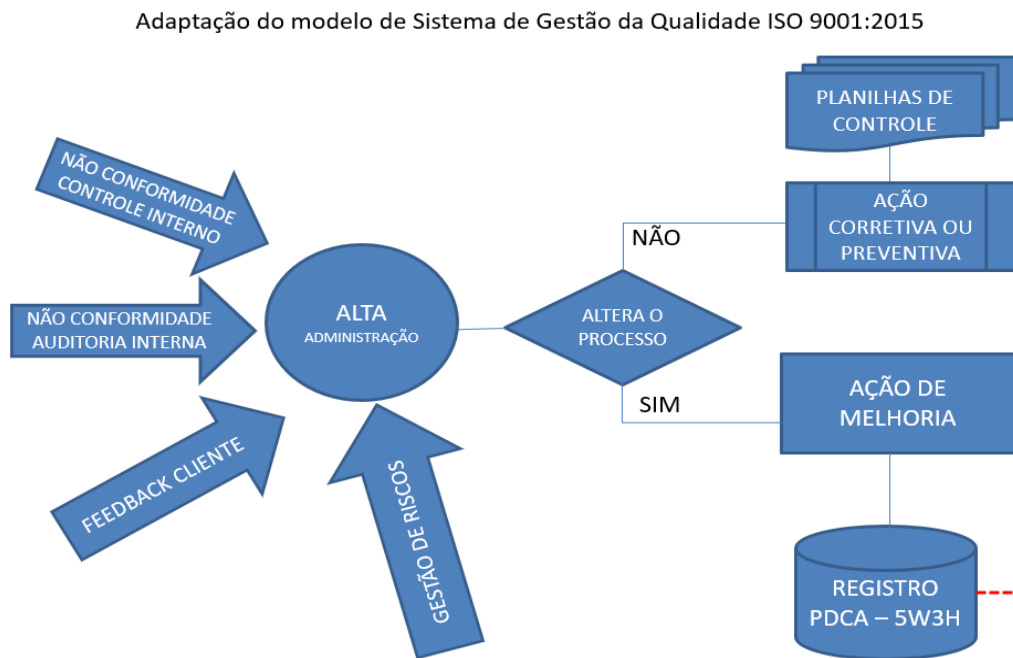 Adaptação do modelo de Sistema de Gestão da Qualidade ISO 9001:2015
PLANILHAS DE
CONTROLE
NÃO CONFORMIDADE
CONTROLE INTERNO
AÇÃO
CORRETIVA OU
PREVENTIVA
NÃO
NÃO CONFORMIDADE
AUDITORIA INTERNA
ALTA
ADMINISTRAÇÃO
ALTERA O
PROCESSO
SIM
AÇÃO DE
MELHORIA
FEEDBACK CLIENTE
GESTÃO DE RISCOS
REGISTRO
PDCA – 5W3H